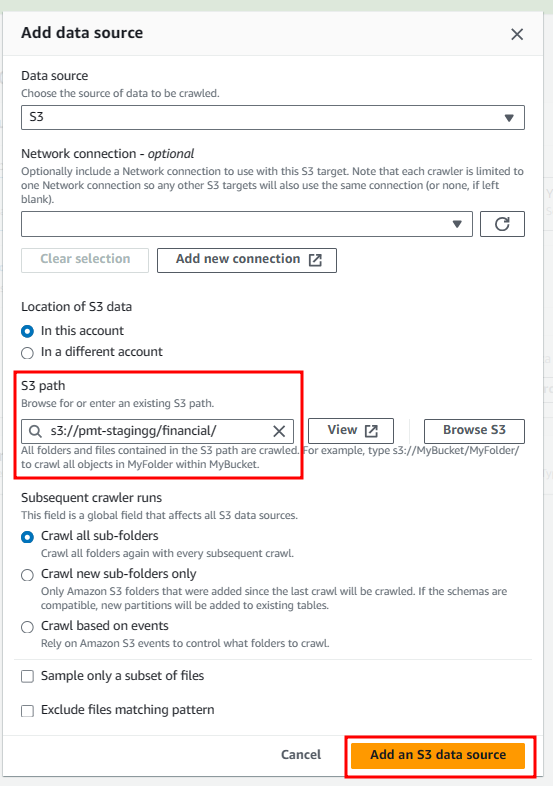 Add data source
Data source
Choose the source of data to be crawled.
S3
Network connection - optional
Optionally include a Network connection to use with this S3 target. Note that each crawler is limited to
one Network connection so any other S3 targets will also use the same connection (or none, if left
blank).
Clear selection
Add new connection
Location of S3 data
In this account
In a different account
S3 path
Browse for or enter an existing S3 path.
s3://pmt-stagingg/financial/
View
Browse S3
All folders and files contained in the S3 path are crawled. For example, type s3://MyBucket/MyFolder/
to crawl all objects in MyFolder within MyBucket.
Subsequent crawler runs
This field is a global field that affects all S3 data sources.
Crawl all sub-folders
Crawl all folders again with every subsequent crawl.
Crawl new sub-folders only
Only Amazon S3 folders that were added since the last crawl will be crawled. If the schemas are
compatible, new partitions will be added to existing tables.
Crawl based on events
Rely on Amazon S3 events to control what folders to crawl.
Sample only a subset of files
Exclude files matching pattern
Cancel
Add an S3 data source